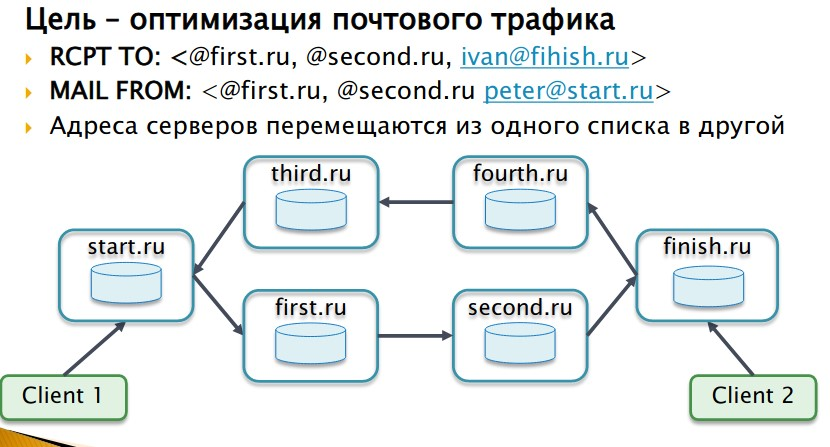 Цель – оптимизация почтового трафика
RCPT TO: <@first.ru, @second.ru, ivan@fihish.ru>
MAIL FROM: <@first.ru, @second.ru peter@start.ru>
Адреса серверов перемещаются из одного списка в другой
third.ru
fourth.ru
start.ru
finish.ru
first.ru
second.ru
Client 1
Client 2